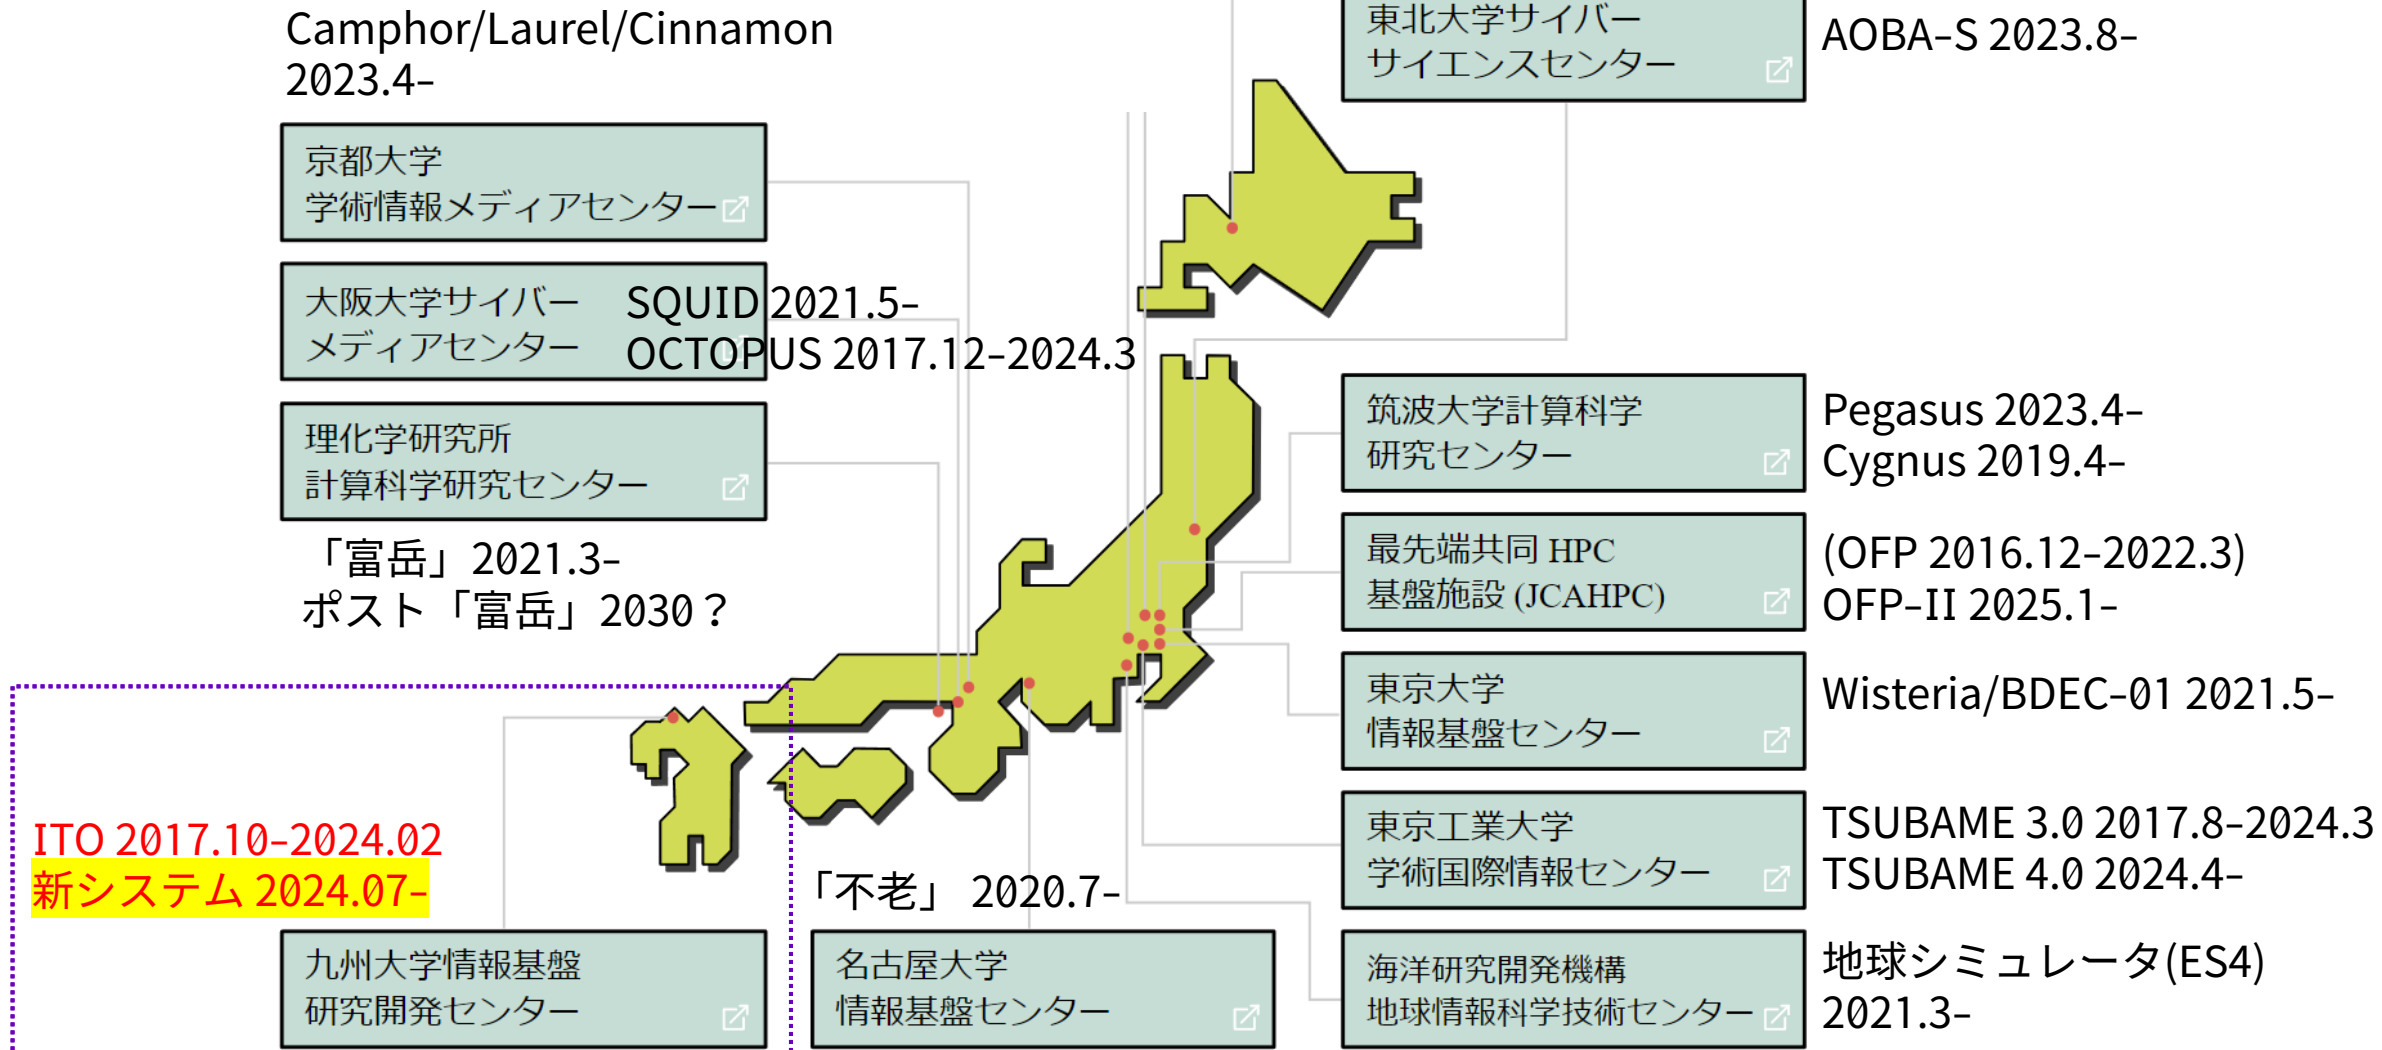 Camphor/Laurel/Cinnamon
2023.4-
京都大学
学術情報メディアセンター
大阪大学サイバー
メディアセンター
SQUID 2021.5-
OCTOPUS 2017.12-2024.3
理化学研究所
計算科学研究センター
「富岳」2021.3-
ポスト「富岳」2030？
ITO 2017.10-2024.02
新システム 2024.07-
九州大学情報基盤
研究開発センター
「不老」 2020.7-
名古屋大学
情報基盤センター
東北大学サイバー
サイエンスセンター
AOBA-S 2023.8-
筑波大学計算科学
研究センター
Pegasus 2023.4-
Cygnus 2019.4-
最先端共同 HPC
基盤施設 (JCAHPC)
(OFP 2016.12-2022.3)
OFP-II 2025.1-
東京大学
情報基盤センター
Wisteria/BDEC-01 2021.5-
東京工業大学
学術国際情報センター
TSUBAME 3.0 2017.8-2024.3
TSUBAME 4.0 2024.4-
海洋研究開発機構
地球情報科学技術センター
地球シミュレータ(ES4)
2021.3-